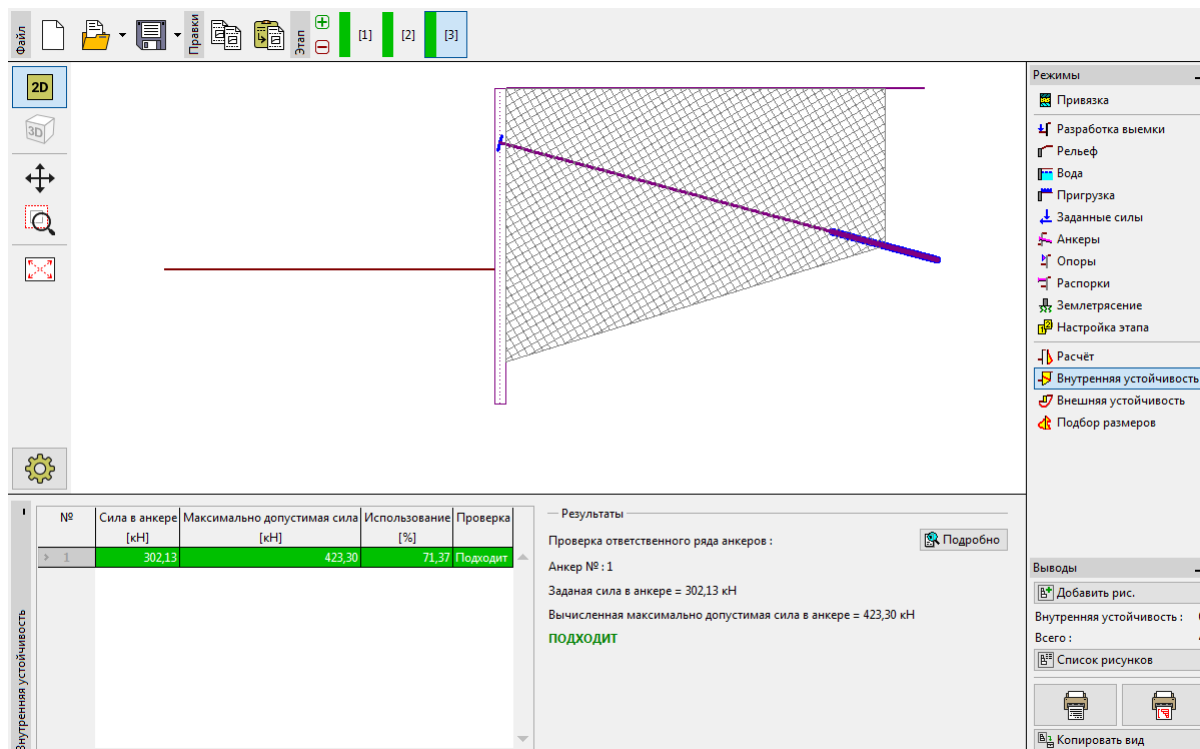 Файл
Правки
Этап
[1]
[2]
[3]
2D
3D
Режимы
Привязка
Разработка выемки
Рельеф
Вода
Пригрузка
Заданные силы
Анкеры
Опоры
Распорки
Землетрясение
Настройка этапа
Расчёт
Внутренняя устойчивость
Внешняя устойчивость
Подбор размеров
Внутренняя устойчивость
№ Сила в анкере Максимально допустимая сила Использование Проверка
[кН] [кН] [%]
1 302,13 423,30 71,37 Подходит
Результаты
Проверка ответственного ряда анкеров :
Подробно
Анкер № : 1
Заданая сила в анкере = 302,13 кН
Вычисленная максимально допустимая сила в анкере = 423,30 кН
ПОДХОДИТ
Выводы
Добавить рис.
Внутренняя устойчивость :
Всего :
Список рисунков
Копировать вид